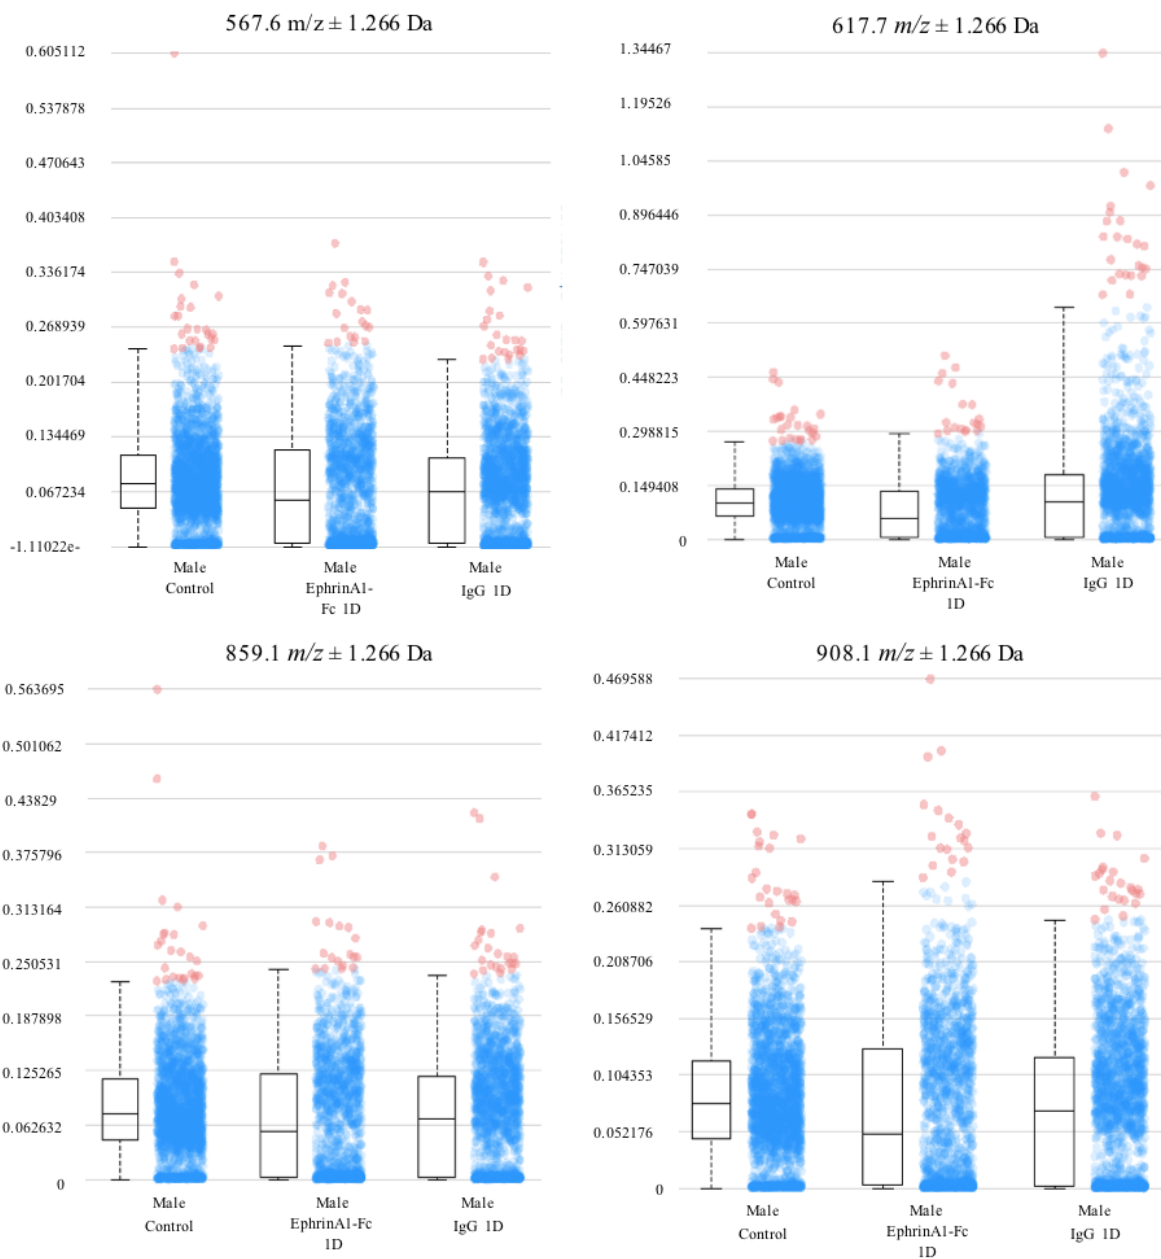 567.6 m/z ± 1.266 Da
0.605112
0.537878
0.470643
0.403408
0.336174
0.268939
0.201704
0.134469
0.067234
-1.11022e-
Male
Control
Male
EphrinA1-
Fc 1D
Male
IgG 1D
617.7 m/z ± 1.266 Da
1.34467
1.19526
1.04585
0.896446
0.747039
0.597631
0.448223
0.298815
0.149408
0
Male
Control
Male
EphrinA1-Fc
1D
Male
IgG 1D
859.1 m/z ± 1.266 Da
0.563695
0.501062
0.43829
0.375796
0.313164
0.250531
0.187898
0.125265
0.062632
0
Male
Control
Male
EphrinA1-Fc
1D
Male
IgG 1D
908.1 m/z ± 1.266 Da
0.469588
0.417412
0.365235
0.313059
0.260882
0.208706
0.156529
0.104353
0.052176
0
Male
Control
Male
EphrinA1-Fc
1D
Male
IgG 1D